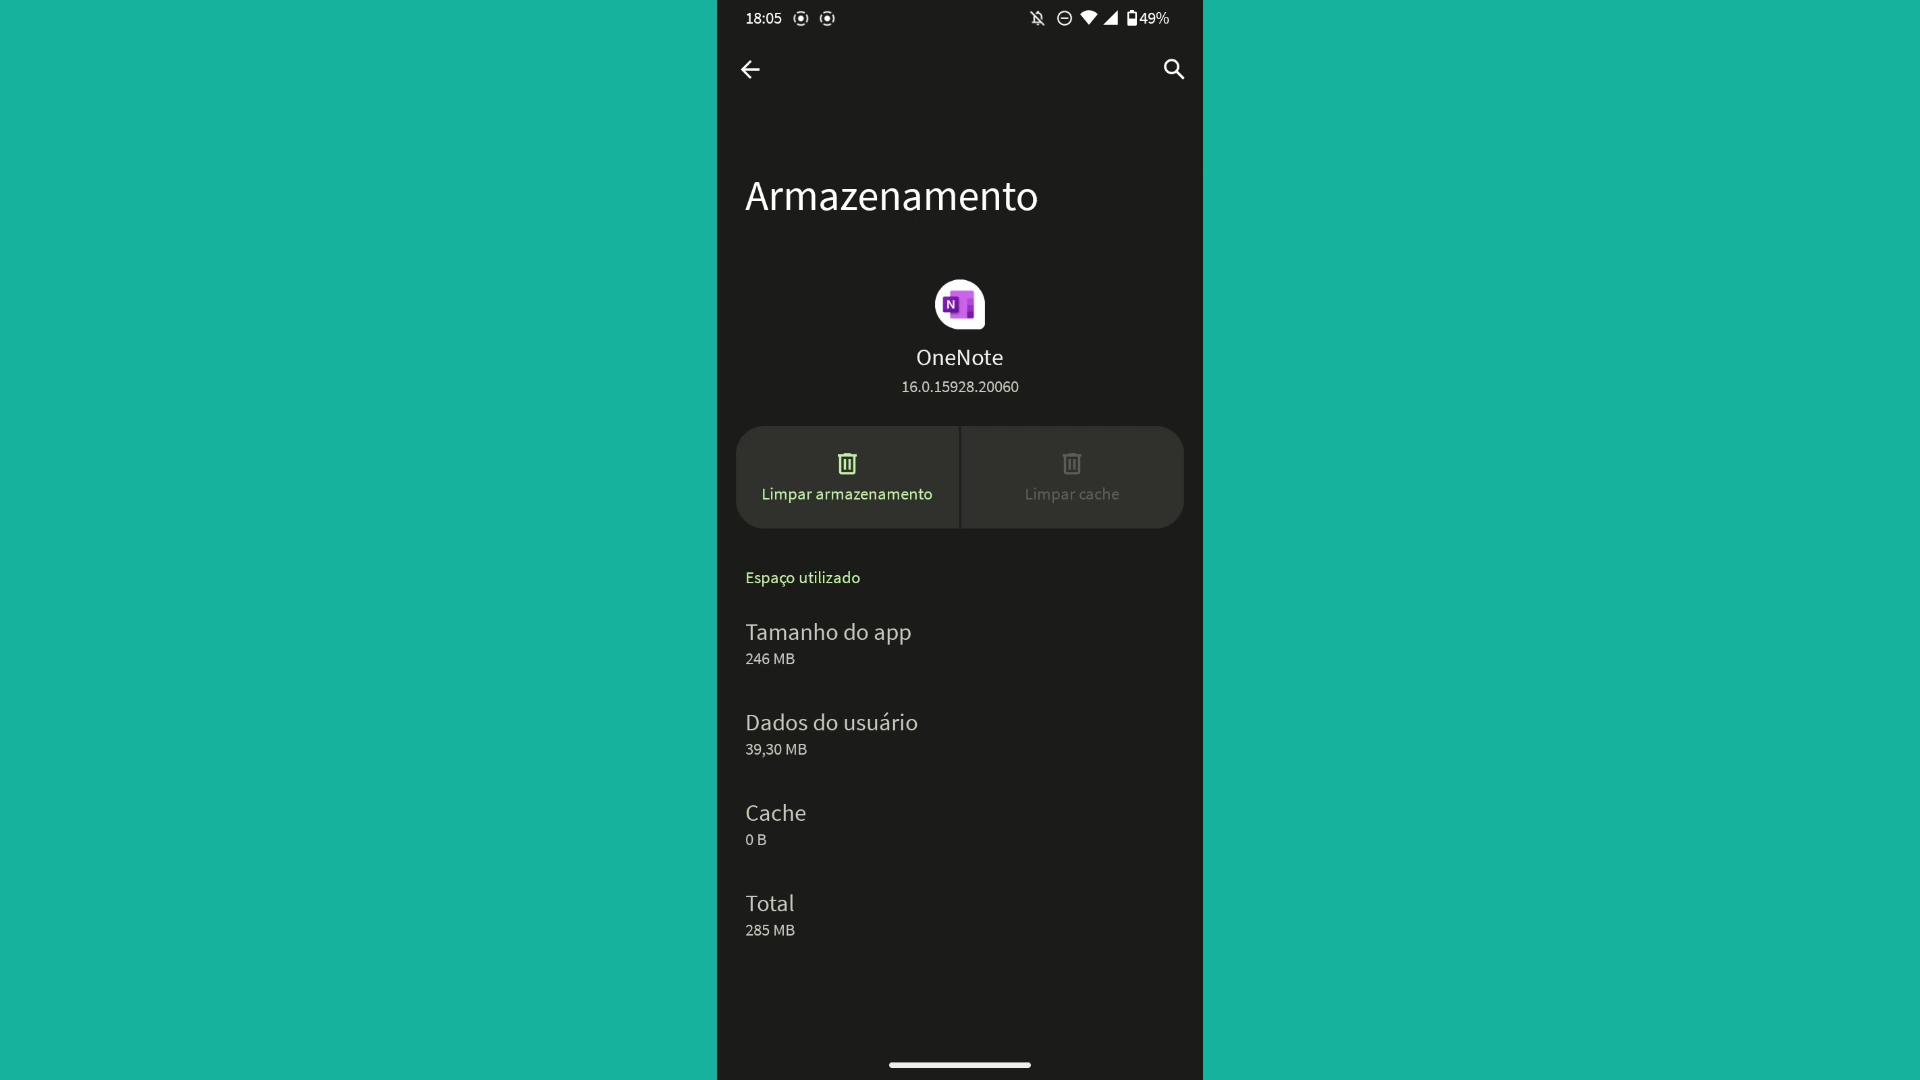 18:05
49%
Armazenamento
N
OneNote
16.0.15928.20060
Limpar armazenamento
Limpar cache
Espaço utilizado
Tamanho do app
246 MB
Dados do usuário
39,30 MB
Cache
0 B
Total
285 MB